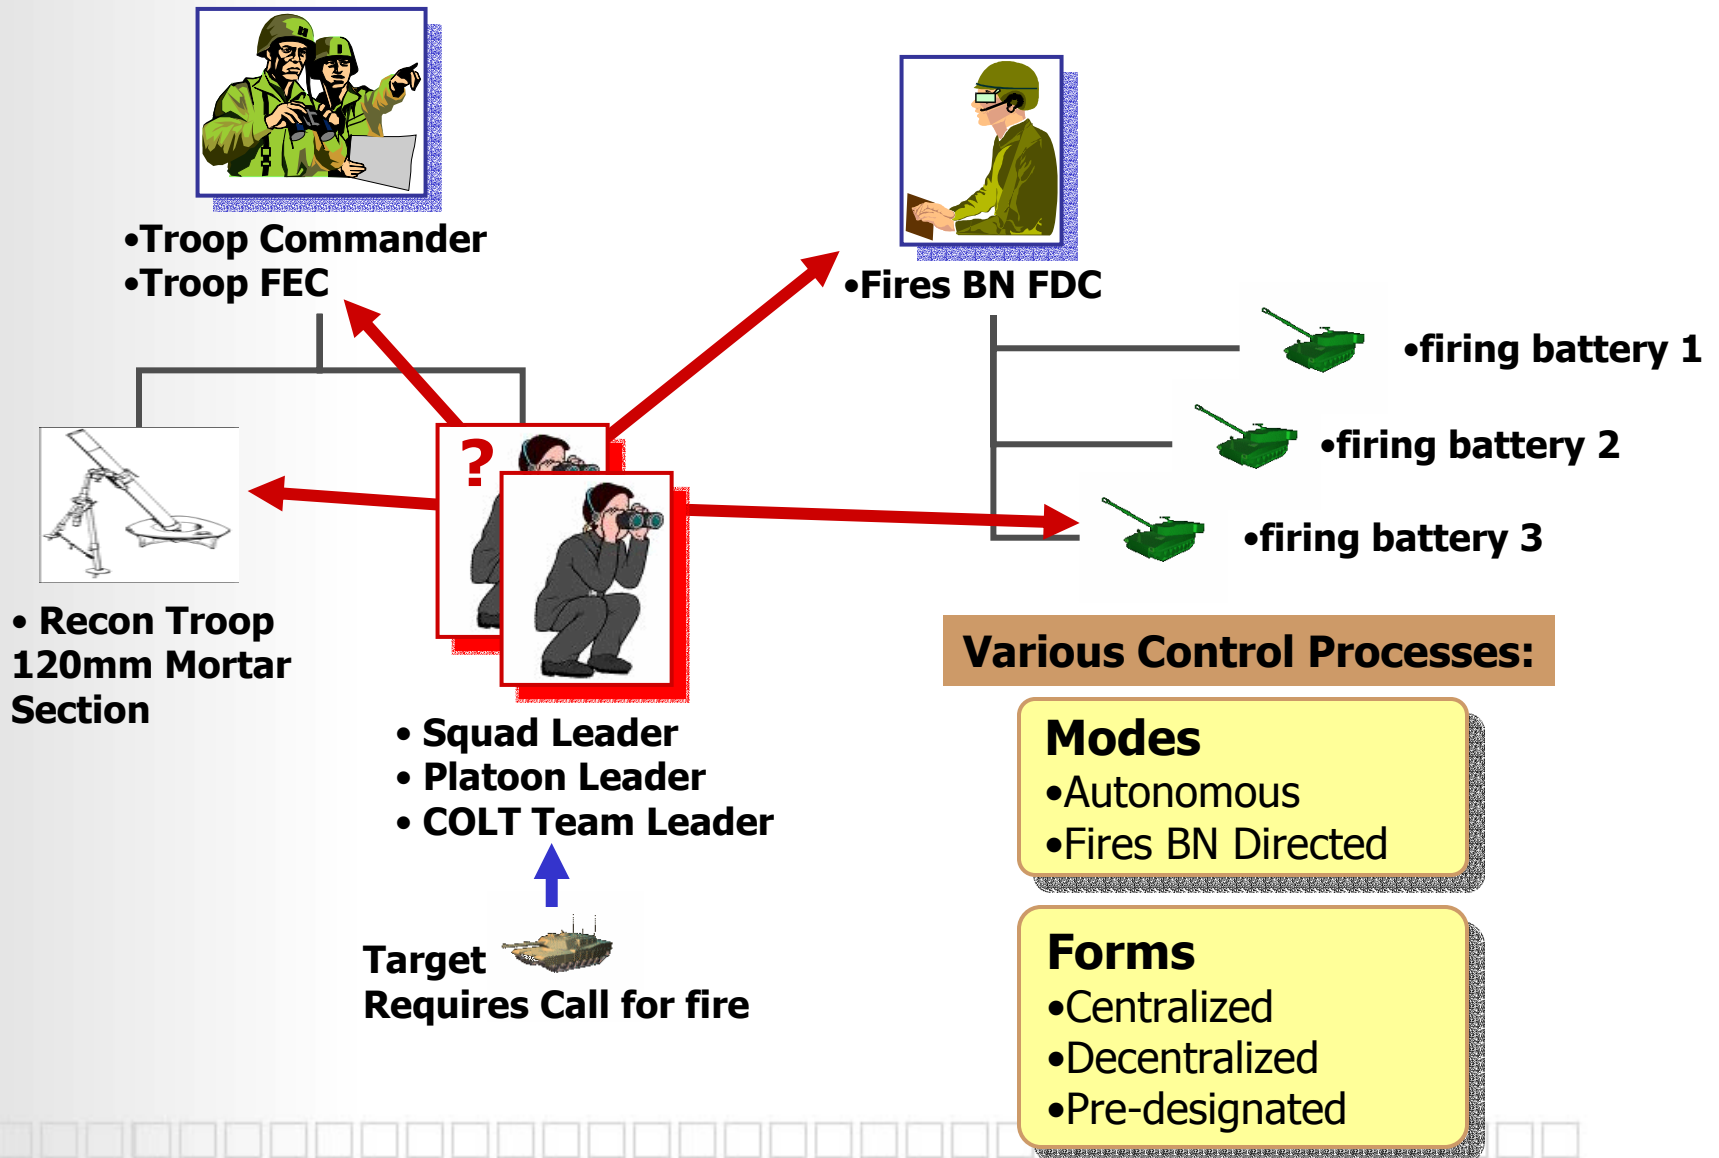 •Troop Commander
•Troop FEC
•Fires BN FDC
•firing battery 1
•firing battery 2
•firing battery 3
?
• Recon Troop
120mm Mortar
Section
• Squad Leader
• Platoon Leader
• COLT Team Leader
Target
Requires Call for fire
Various Control Processes:
Modes
•Autonomous
•Fires BN Directed
Forms
•Centralized
•Decentralized
•Pre-designated